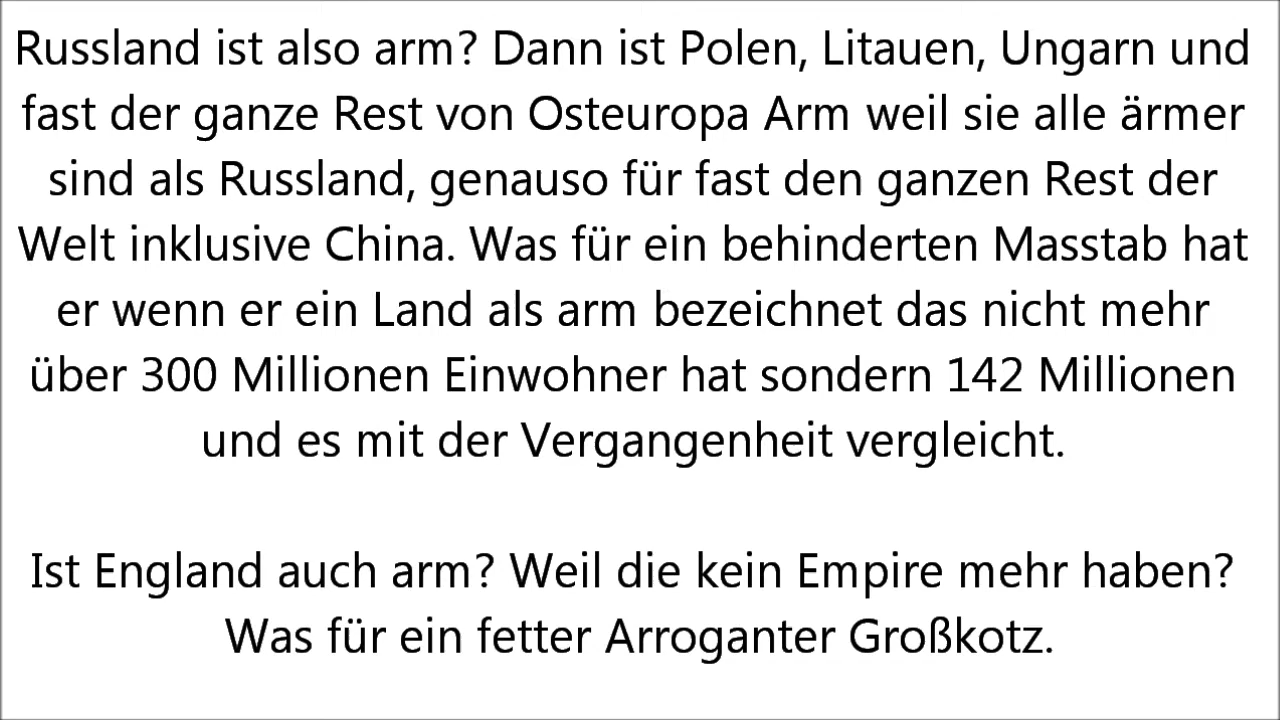 Russland ist also arm? Dann ist Polen, Litauen, Ungarn und
fast der ganze Rest von Osteuropa Arm weil sie alle ärmer
sind als Russland, genauso für fast den ganzen Rest der
Welt inklusive China. Was für ein behinderten Masstab hat
er wenn er ein Land als arm bezeichnet das nicht mehr
über 300 Millionen Einwohner hat sondern 142 Millionen
und es mit der Vergangenheit vergleicht.
Ist England auch arm? Weil die kein Empire mehr haben?
Was für ein fetter Arroganter Großkotz.